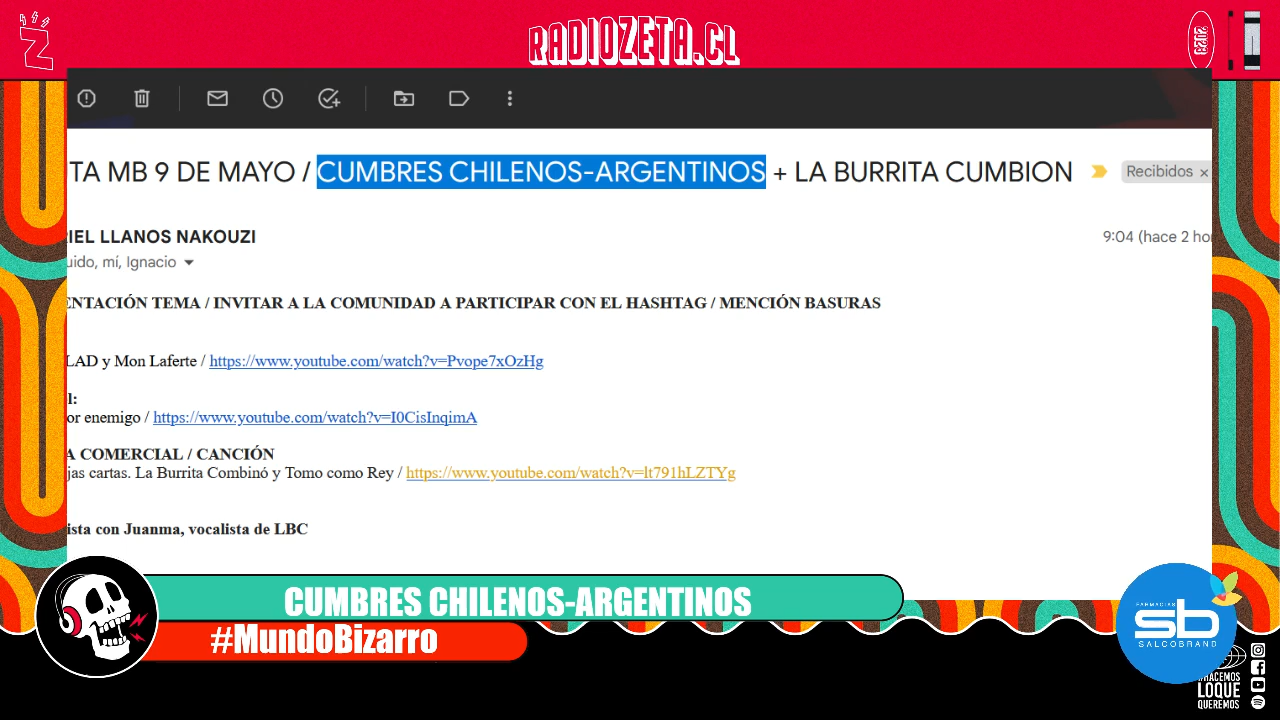 RADIOZETA.CL
TA MB 9 DE MAYO / CUMBRES CHILENOS-ARGENTINOS + LA BURRITA CUMBION
Recibidos ×
RIEL LLANOS NAKOUZI
9:04 (hace 2 ho
uido, mí, Ignacio
ENTACIÓN TEMA / INVITAR A LA COMUNIDAD A PARTICIPAR CON EL HASHTAG / MENCIÓN BASURAS
LAD y Mon Laferte / https://www.youtube.com/watch?v=Pvope7xOzHg
l:
or enemigo / https://www.youtube.com/watch?v=I0CisInqimA
A COMERCIAL / CANCIÓN
jas cartas. La Burrita Combinó y Tomo como Rey / https://www.youtube.com/watch?v=lt791hLZTYg
ista con Juanma, vocalista de LBC
CUMBRES CHILENOS-ARGENTINOS
#MundoBizarro
FARMACIAS
sb
SALCOBRAND
#HACEMOS
LOQUE
QUEREMOS